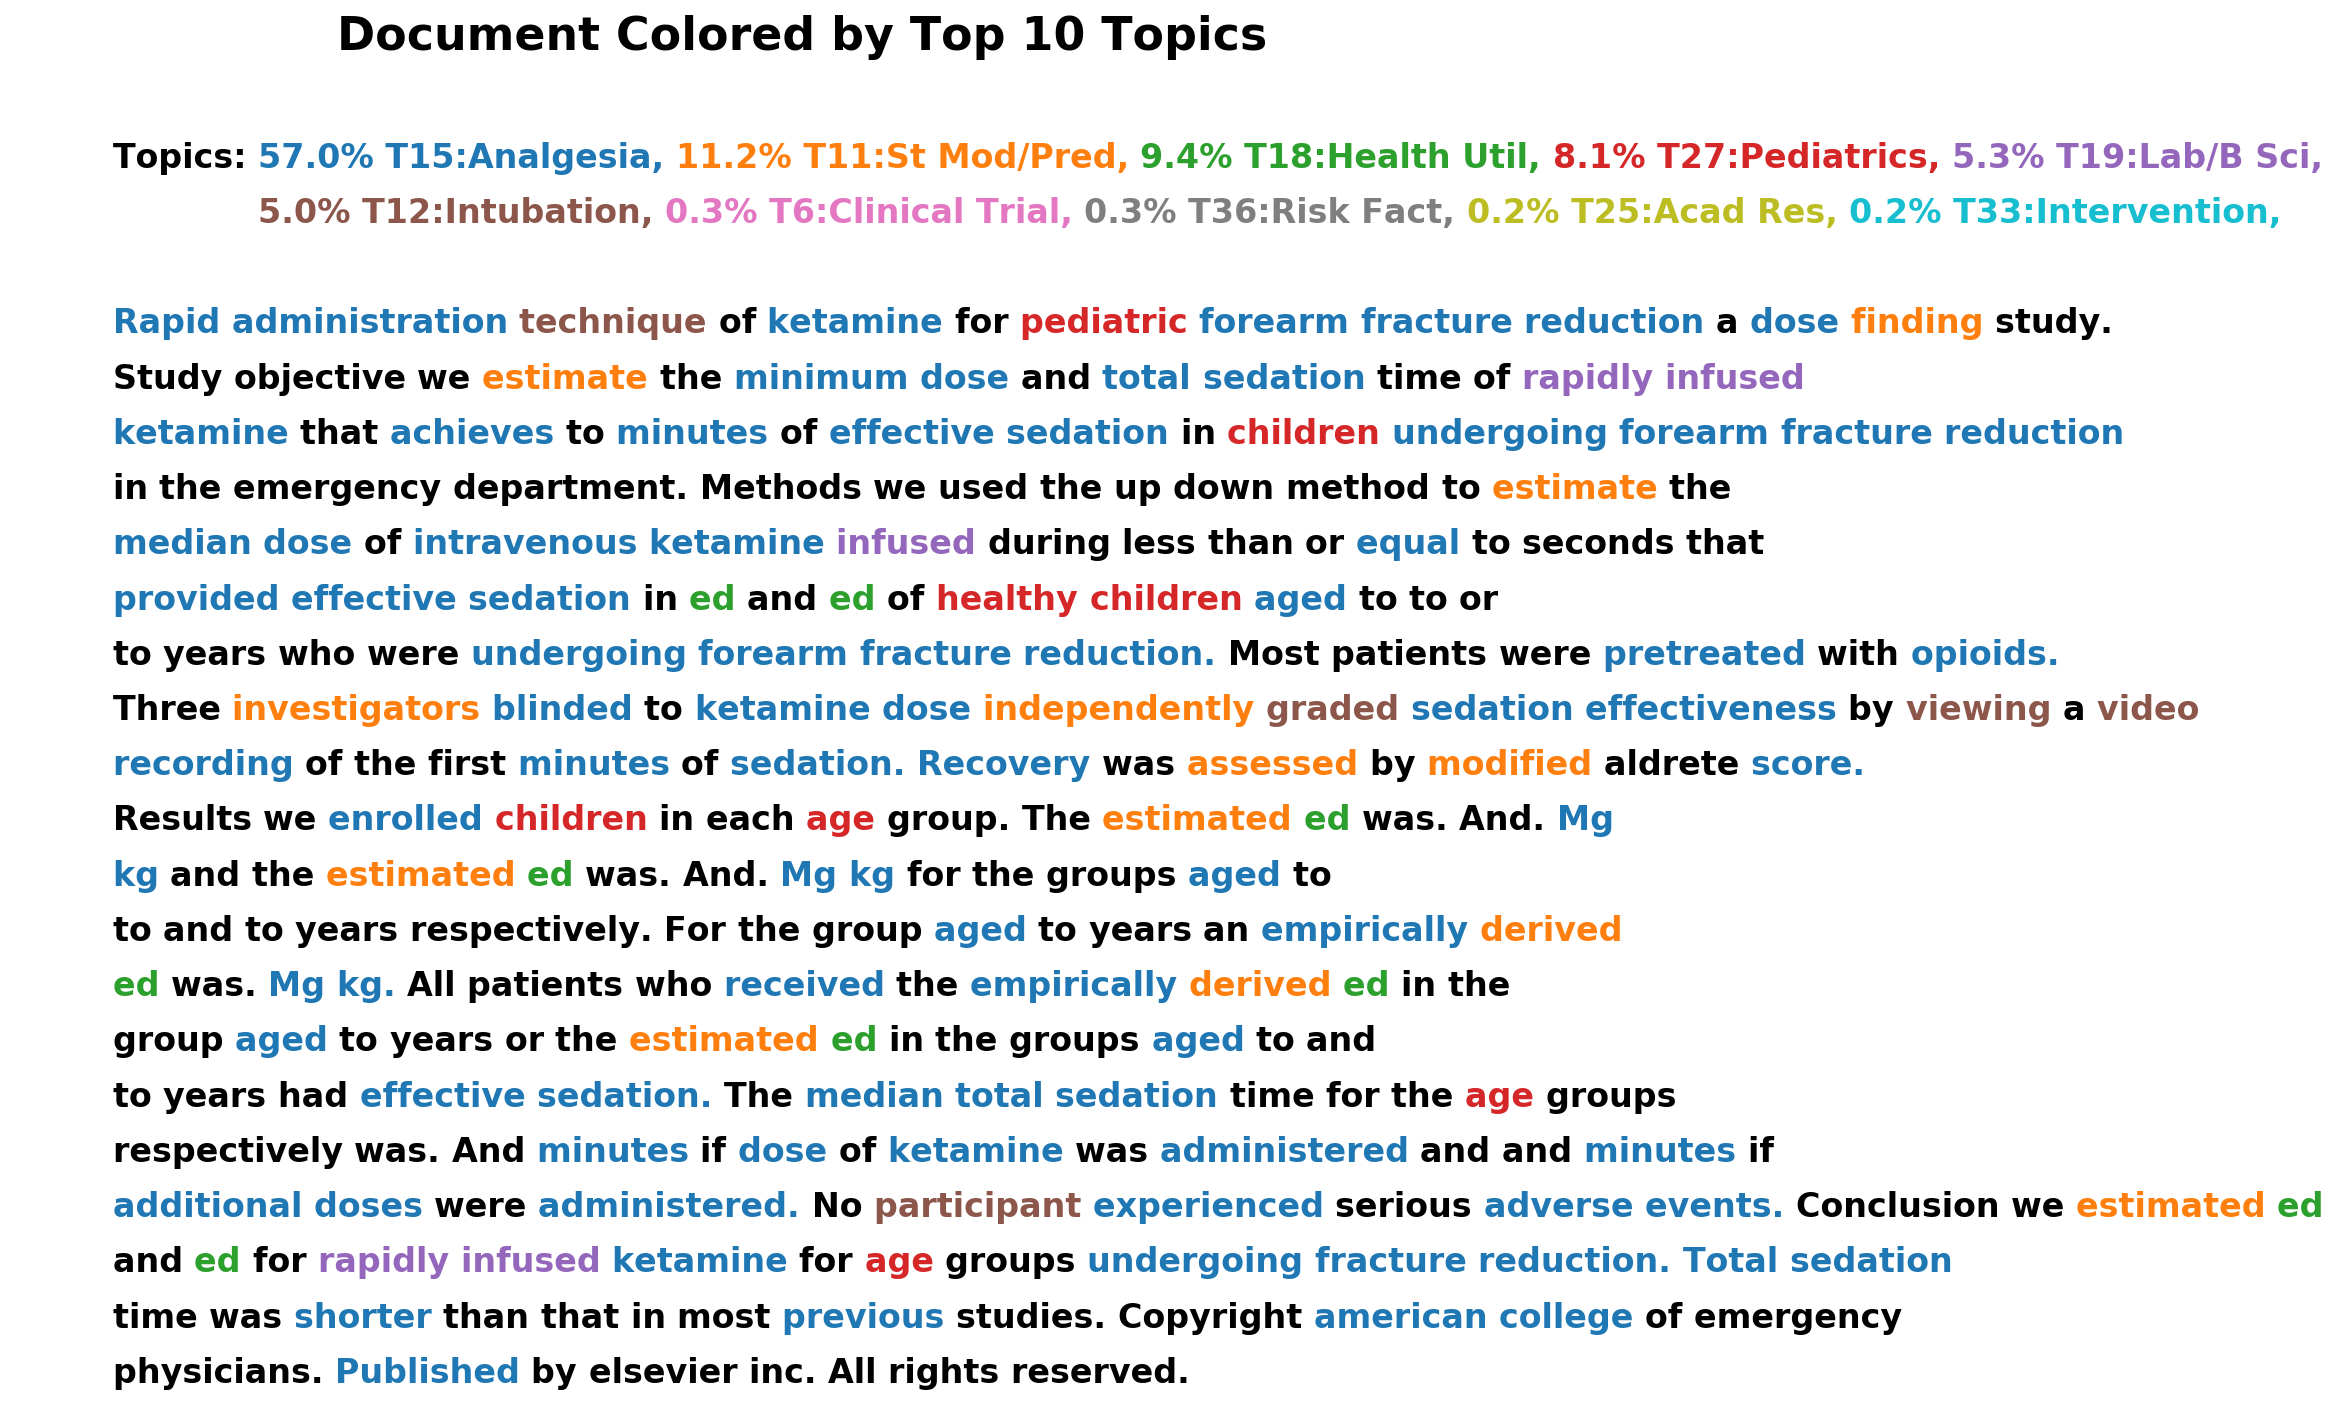 Document Colored by Top 10 Topics
Topics: 57.0% T15:Analgesia, 11.2% T11:St Mod/Pred, 9.4% T18:Health Util, 8.1% T27:Pediatrics, 5.3% T19:Lab/B Sci,
5.0% T12:Intubation, 0.3% T6:Clinical Trial, 0.3% T36:Risk Fact, 0.2% T25:Acad Res, 0.2% T33:Intervention,
Rapid administration technique of ketamine for pediatric forearm fracture reduction a dose finding study.
Study objective we estimate the minimum dose and total sedation time of rapidly infused
ketamine that achieves to minutes of effective sedation in children undergoing forearm fracture reduction
in the emergency department. Methods we used the up down method to estimate the
median dose of intravenous ketamine infused during less than or equal to seconds that
provided effective sedation in ed and ed of healthy children aged to to or
to years who were undergoing forearm fracture reduction. Most patients were pretreated with opioids.
Three investigators blinded to ketamine dose independently graded sedation effectiveness by viewing a video
recording of the first minutes of sedation. Recovery was assessed by modified aldrete score.
Results we enrolled children in each age group. The estimated ed was. And. Mg
kg and the estimated ed was. And. Mg kg for the groups aged to
to and to years respectively. For the group aged to years an empirically derived
ed was. Mg kg. All patients who received the empirically derived ed in the
group aged to years or the estimated ed in the groups aged to and
to years had effective sedation. The median total sedation time for the age groups
respectively was. And minutes if dose of ketamine was administered and and minutes if
additional doses were administered. No participant experienced serious adverse events. Conclusion we estimated ed
and ed for rapidly infused ketamine for age groups undergoing fracture reduction. Total sedation
time was shorter than that in most previous studies. Copyright american college of emergency
physicians. Published by elsevier inc. All rights reserved.